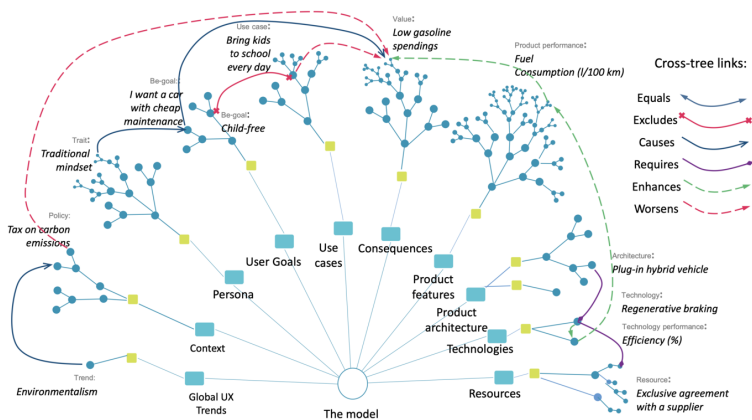 Use case:
Bring kids
to school
every day
Value:
Low gasoline
spendings
Product performance:
Fuel
Consumption (l/100 km)
Cross-tree links:
Equals
Excludes
Causes
Requires
Enhances
Worsens
Be-goal:
I want a car
with cheap
maintenance
Be-goal:
Child-free
Trait:
Traditional
mindset
Policy:
Tax on carbon
emissions
Trend:
Environmentalism
Global UX
Trends
Context
Persona
User Goals
Use
cases
Consequences
Product
features
Product
architecture
Technologies
Resources
The model
Architecture:
Plug-in hybrid vehicle
Technology:
Regenerative braking
Technology performance:
Efficiency (%)
Resource:
Exclusive agreement
with a supplier